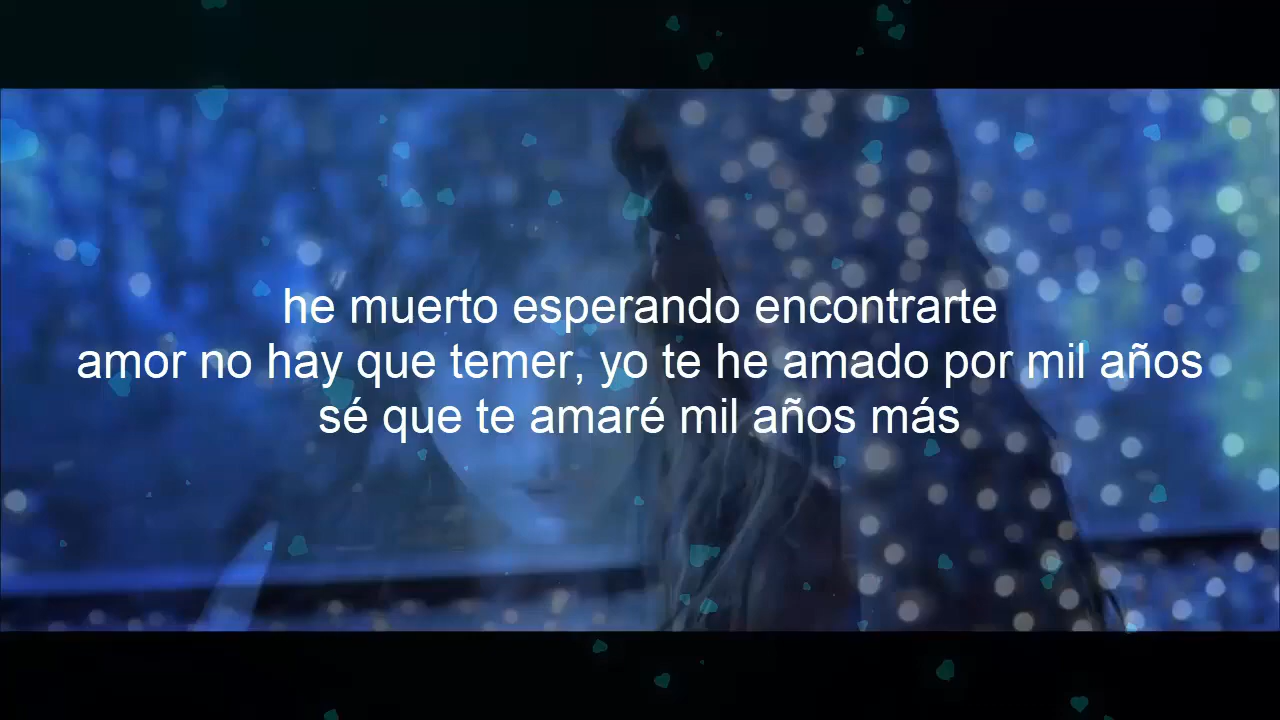 he muerto esperando encontrarte
amor no hay que temer, yo te he amado por mil años
sé que te amaré mil años más